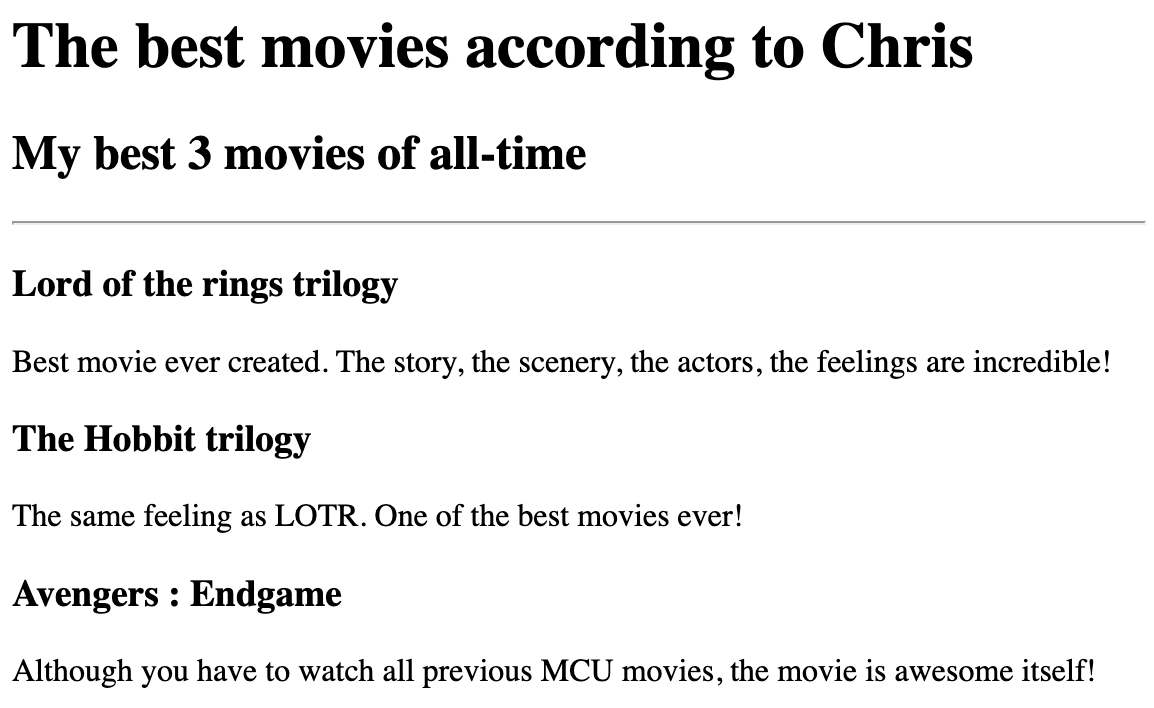 The best movies according to Chris
My best 3 movies of all-time
Lord of the rings trilogy
Best movie ever created. The story, the scenery, the actors, the feelings are incredible!
The Hobbit trilogy
The same feeling as LOTR. One of the best movies ever!
Avengers : Endgame
Although you have to watch all previous MCU movies, the movie is awesome itself!